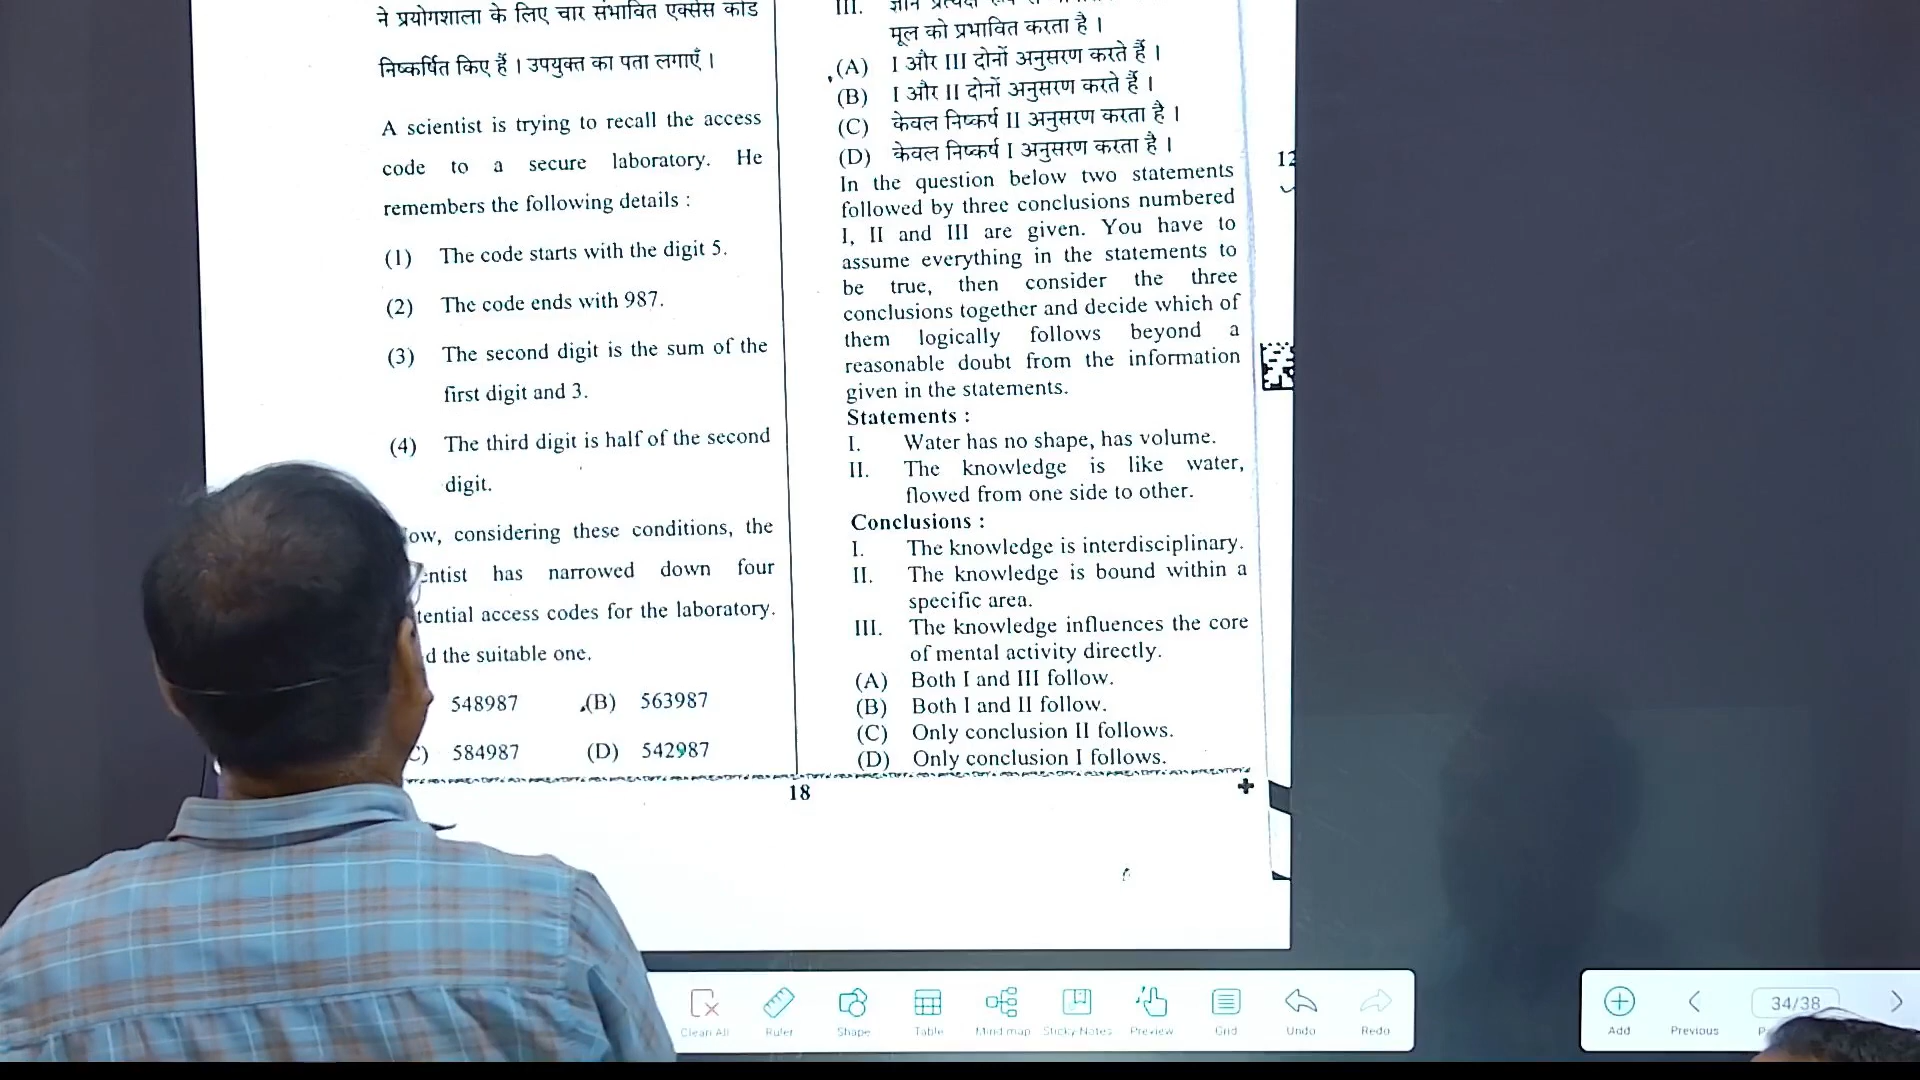 ने प्रयोगशाला के लिए चार संभावित एक्सेस कोड
निष्कर्षित किए हैं । उपयुक्त का पता लगाएँ ।
A scientist is trying to recall the access
code to a secure laboratory. He
remembers the following details :
(1) The code starts with the digit 5.
(2) The code ends with 987.
(3) The second digit is the sum of the
first digit and 3.
(4) The third digit is half of the second
digit.
ow, considering these conditions, the
entist has narrowed down four
tential access codes for the laboratory.
d the suitable one.
548987 (B) 563987
C) 584987 (D) 542987
III.
मूल को प्रभावित करता है ।
(A) I और III दोनों अनुसरण करते हैं ।
(B) I और II दोनों अनुसरण करते हैं ।
(C) केवल निष्कर्ष II अनुसरण करता है ।
(D) केवल निष्कर्ष I अनुसरण करता है ।
In the question below two statements
followed by three conclusions numbered
I, II and III are given. You have to
assume everything in the statements to
be true, then consider the three
conclusions together and decide which of
them logically follows beyond a
reasonable doubt from the information
given in the statements.
Statements :
I. Water has no shape, has volume.
II. The knowledge is like water,
flowed from one side to other.
Conclusions :
I. The knowledge is interdisciplinary.
II. The knowledge is bound within a
specific area.
III. The knowledge influences the core
of mental activity directly.
(A) Both I and III follow.
(B) Both I and II follow.
(C) Only conclusion II follows.
(D) Only conclusion I follows.
18
12
Clean All Ruler Shape Table Mind map Sticky Notes Preview Grid Undo Redo
Add Previous 34/38